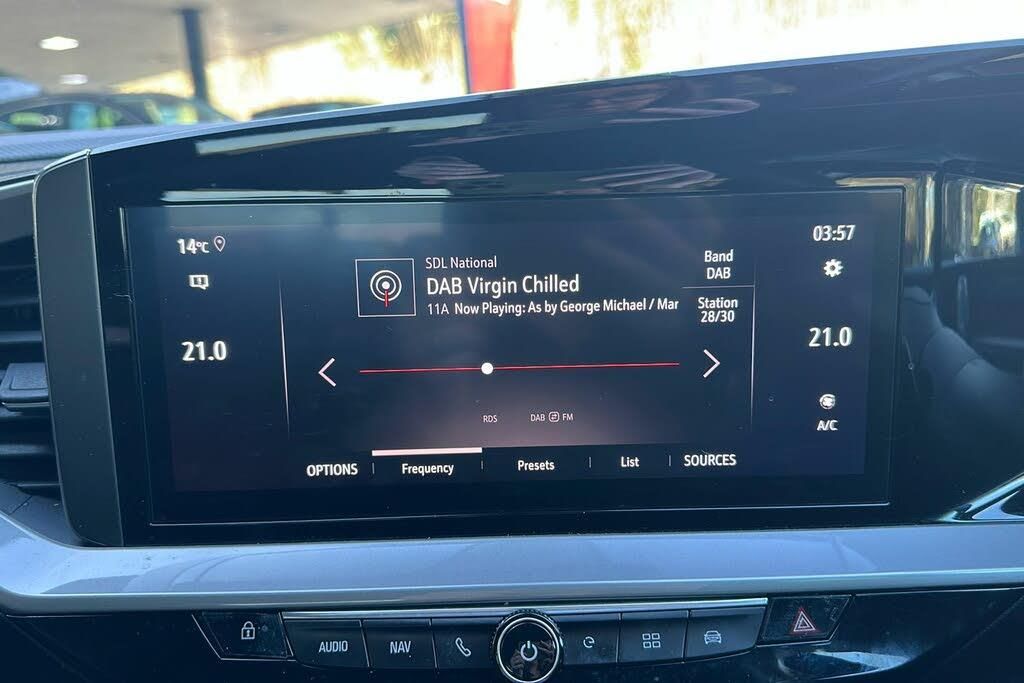 14°C
03:57
SDL National
DAB Virgin Chilled
11A Now Playing: As by George Michael / Mar
Band
DAB
Station
28/30
21.0
21.0
RDS
DAB FM
A/C
OPTIONS
Frequency
Presets
List
SOURCES
AUDIO
NAV